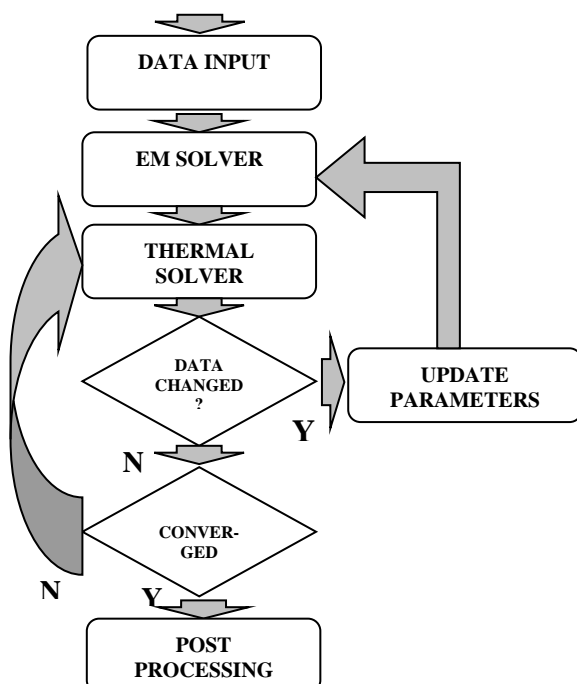 DATA INPUT
EM SOLVER
THERMAL
SOLVER
DATA
CHANGED
?
Y
UPDATE
PARAMETERS
N
CONVER-
GED
N
Y
POST
PROCESSING